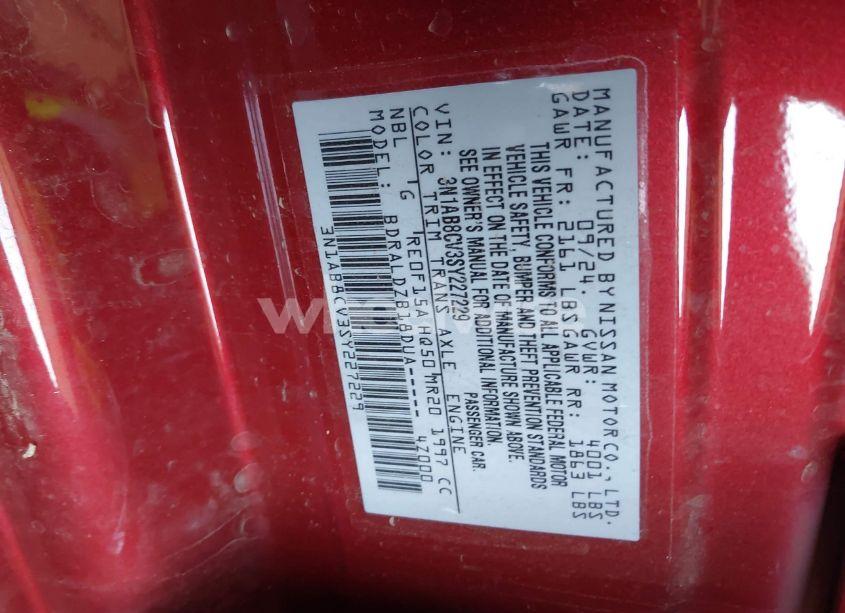 MANUFACTURED BY NISSAN MOTOR CO., LTD.
DATE: 09/24. GVWR: 4001 LBS
GAWR FR: 2161 LBS GAWR RR: 1863 LBS
THIS VEHICLE CONFORMS TO ALL APPLICABLE FEDERAL MOTOR
VEHICLE SAFETY, BUMPER AND THEFT PREVENTION STANDARDS
IN EFFECT ON THE DATE OF MANUFACTURE SHOWN ABOVE.
SEE OWNER'S MANUAL FOR ADDITIONAL INFORMATION.
VIN: 3N1AB8CV3SY227229 PASSENGER CAR
COLOR TRIM TRANS AXLE ENGINE
NBL G RE0F15A HQ50 MR20 1997 CC
MODEL: BDRALDZB18DUA----- 4Z000
3N1AB8CV3SY227229